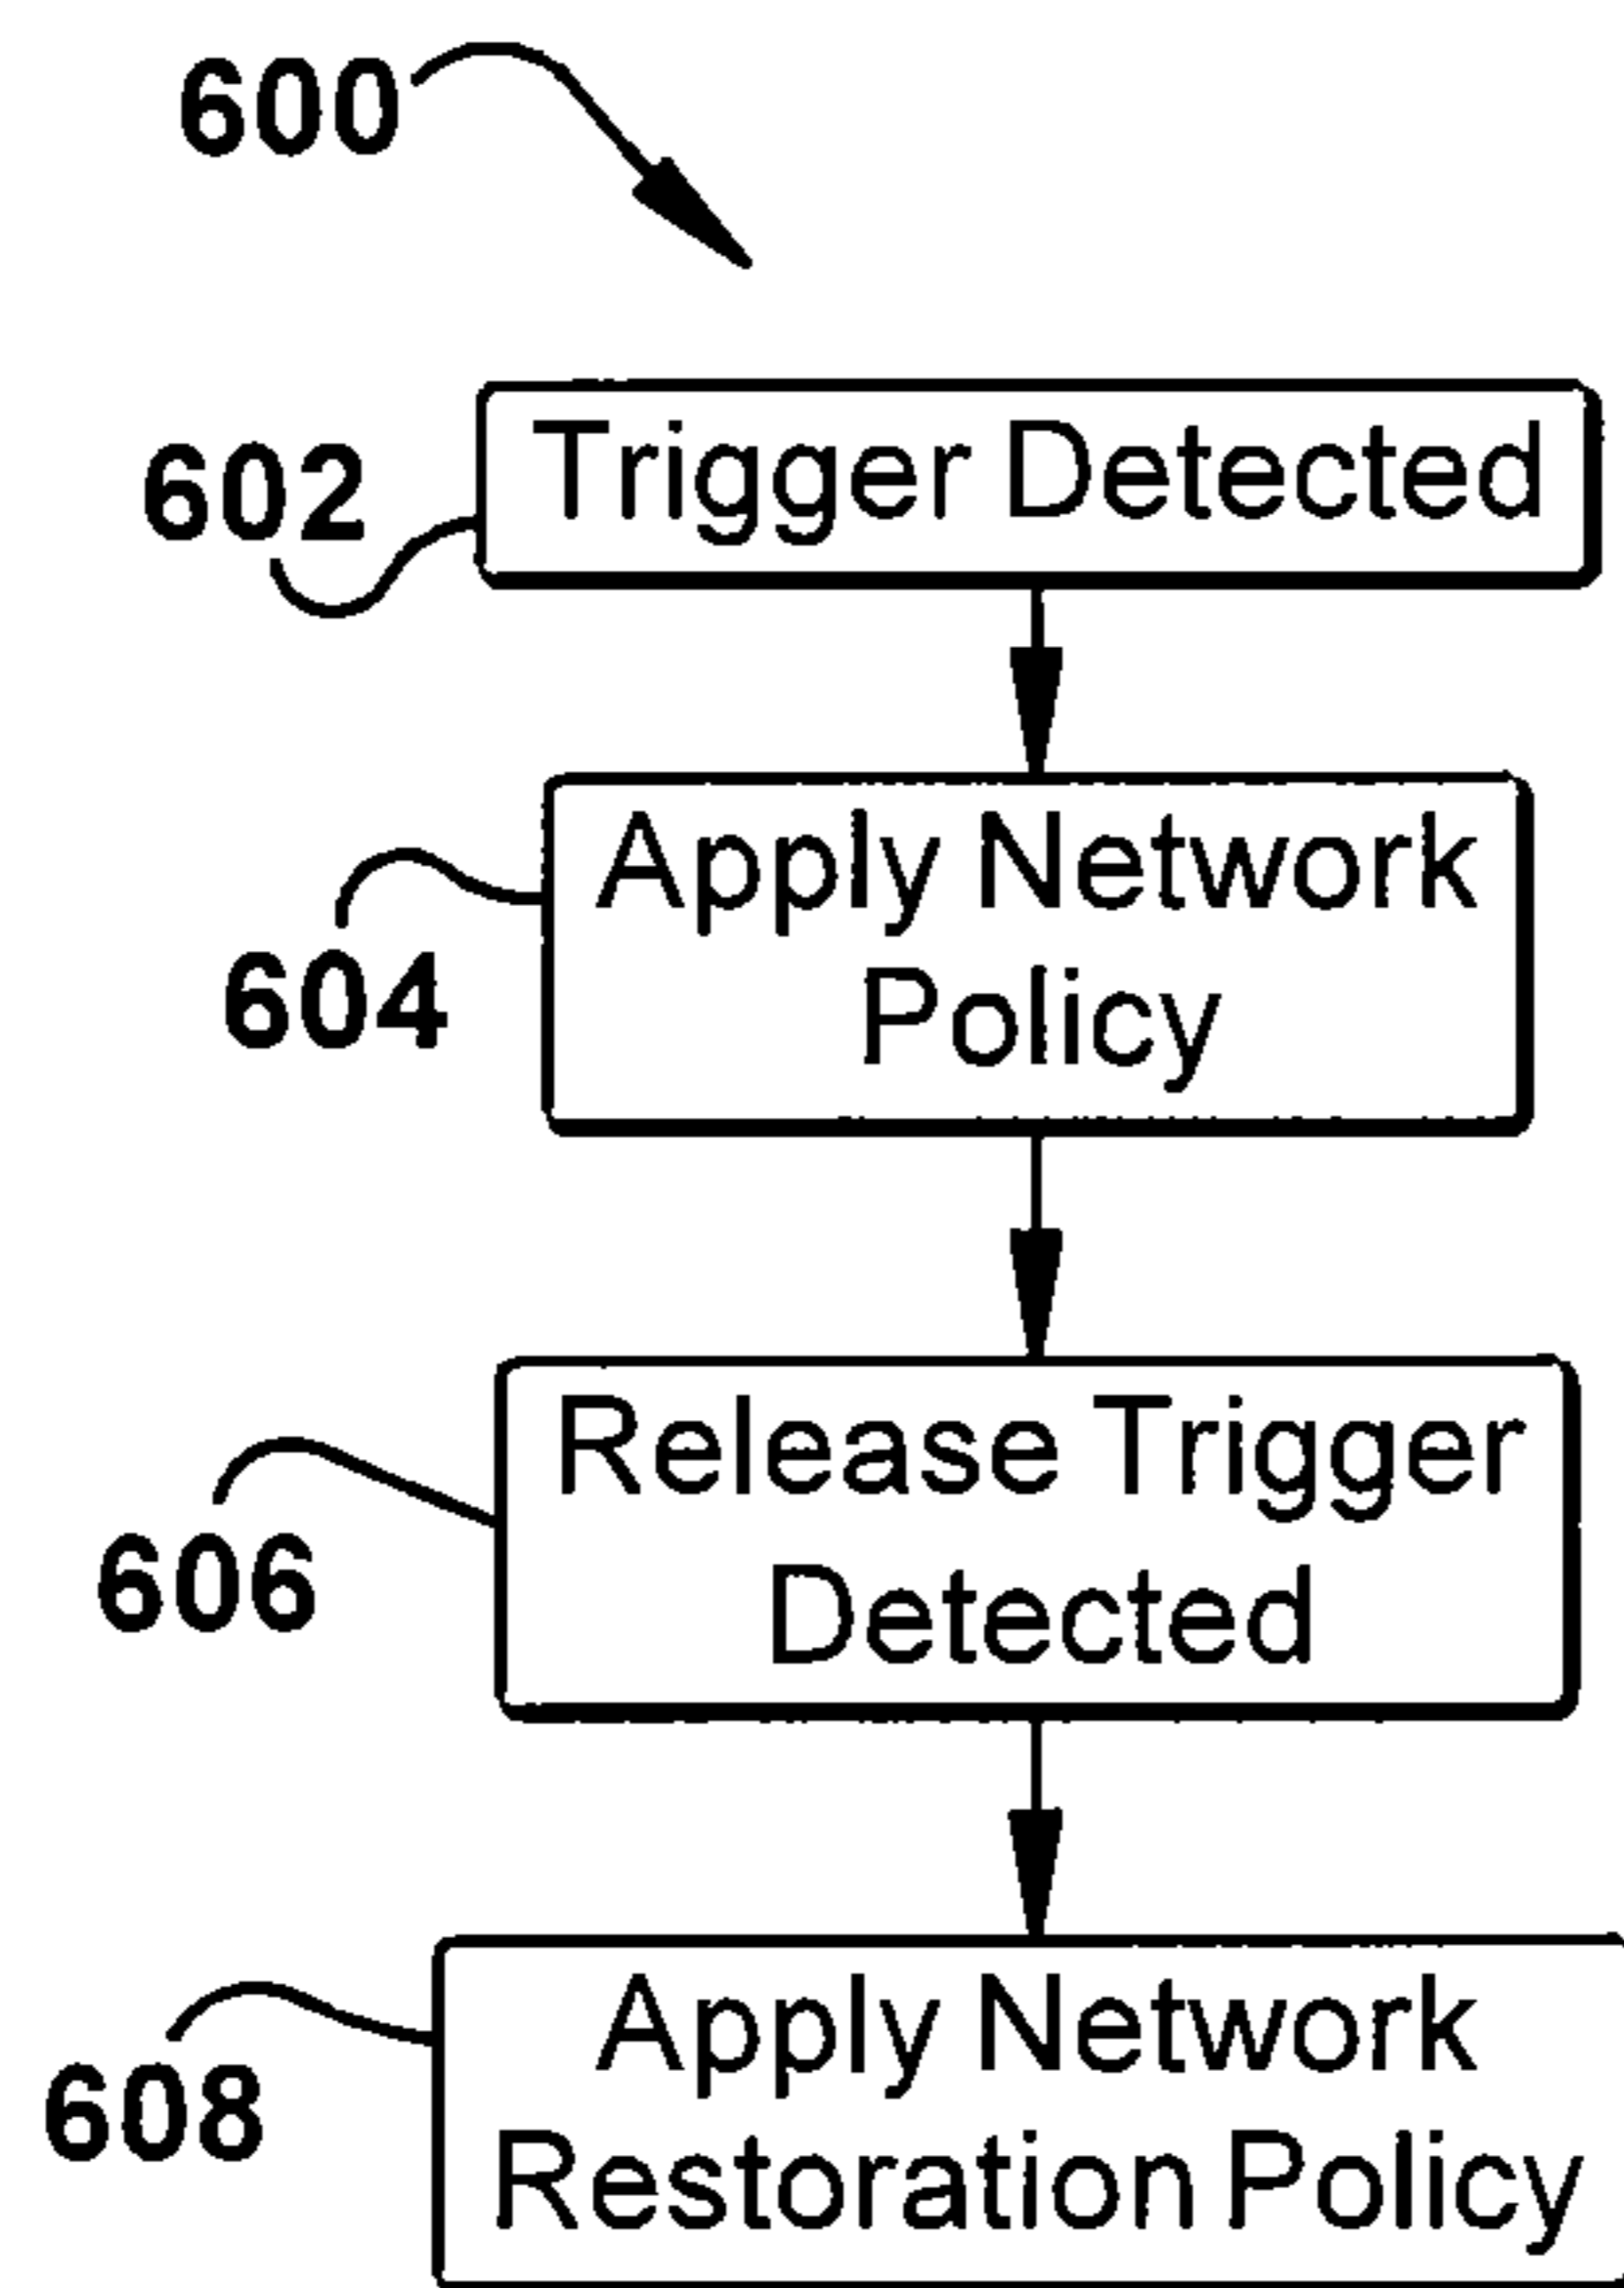 600
602
Trigger Detected
604
Apply Network
Policy
606
Release Trigger
Detected
608
Apply Network
Restoration Policy